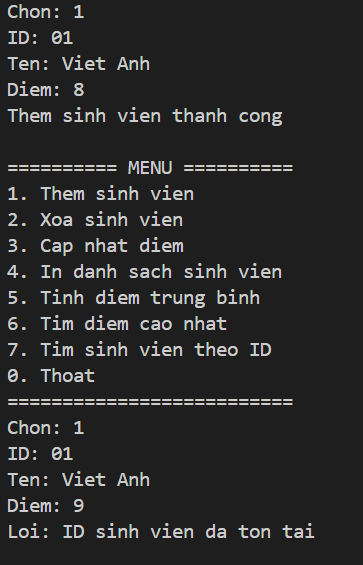 Chon: 1
ID: 01
Ten: Viet Anh
Diem: 8
Them sinh vien thanh cong
========== MENU ==========
1. Them sinh vien
2. Xoa sinh vien
3. Cap nhat diem
4. In danh sach sinh vien
5. Tinh diem trung binh
6. Tim diem cao nhat
7. Tim sinh vien theo ID
0. Thoat
==========================
Chon: 1
ID: 01
Ten: Viet Anh
Diem: 9
Loi: ID sinh vien da ton tai